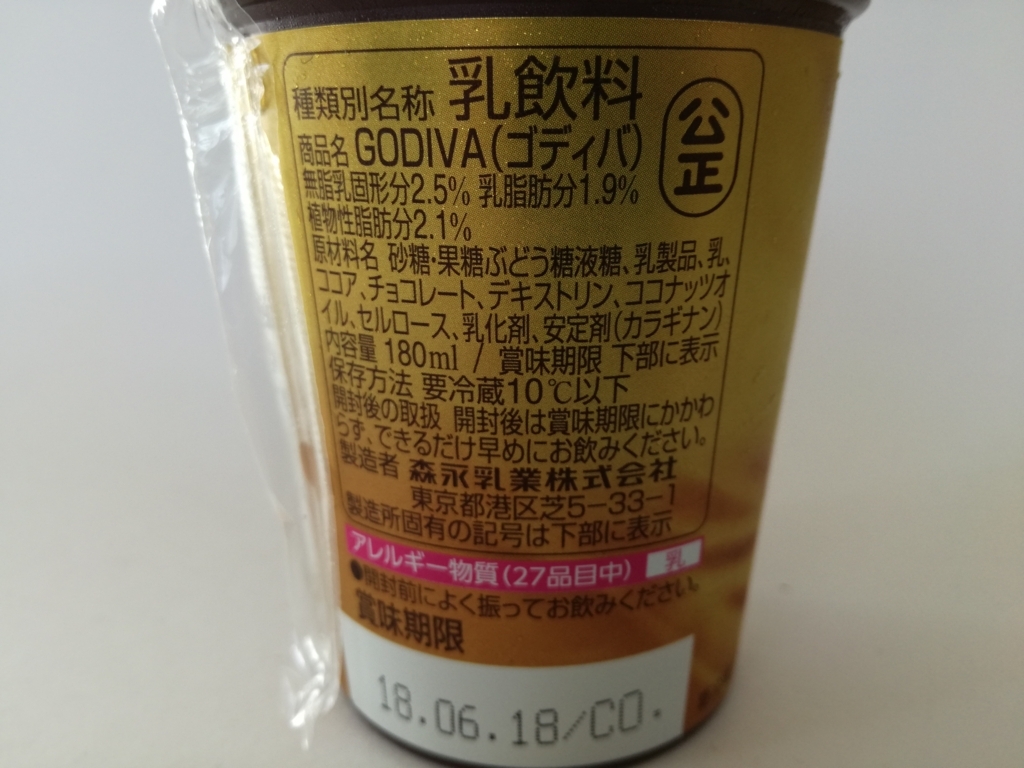 種類別名称 乳飲料
公正
商品名 GODIVA(ゴディバ)
無脂乳固形分2.5% 乳脂肪分1.9%
植物性脂肪分2.1%
原材料名 砂糖・果糖ぶどう糖液糖、乳製品、乳、
ココア、チョコレート、デキストリン、ココナッツオ
イル、セルロース、乳化剤、安定剤(カラギナン)
内容量 180ml / 賞味期限 下部に表示
保存方法 要冷蔵10℃以下
開封後の取扱 開封後は賞味期限にかかわ
らず、できるだけ早めにお飲みください。
製造者 森永乳業株式会社
東京都港区芝5-33-1
製造所固有の記号は下部に表示
アレルギー物質(27品目中) 乳
●開封前によく振ってお飲みください。
賞味期限
18.06.18/CO.